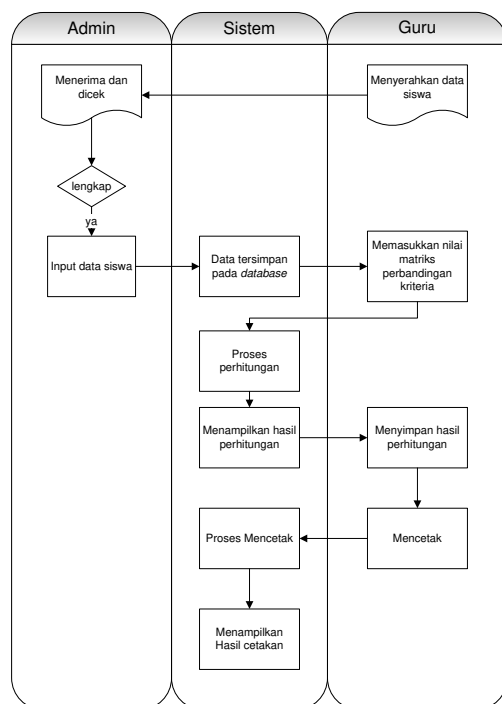 Admin
Sistem
Guru
Menerima dan
dicek
Menyerahkan data
siswa
lengkap
ya
Input data siswa
Data tersimpan
pada database
Memasukkan nilai
matriks
perbandingan
kriteria
Proses
perhitungan
Menampilkan hasil
perhitungan
Menyimpan hasil
perhitungan
Proses Mencetak
Mencetak
Menampilkan
Hasil cetakan